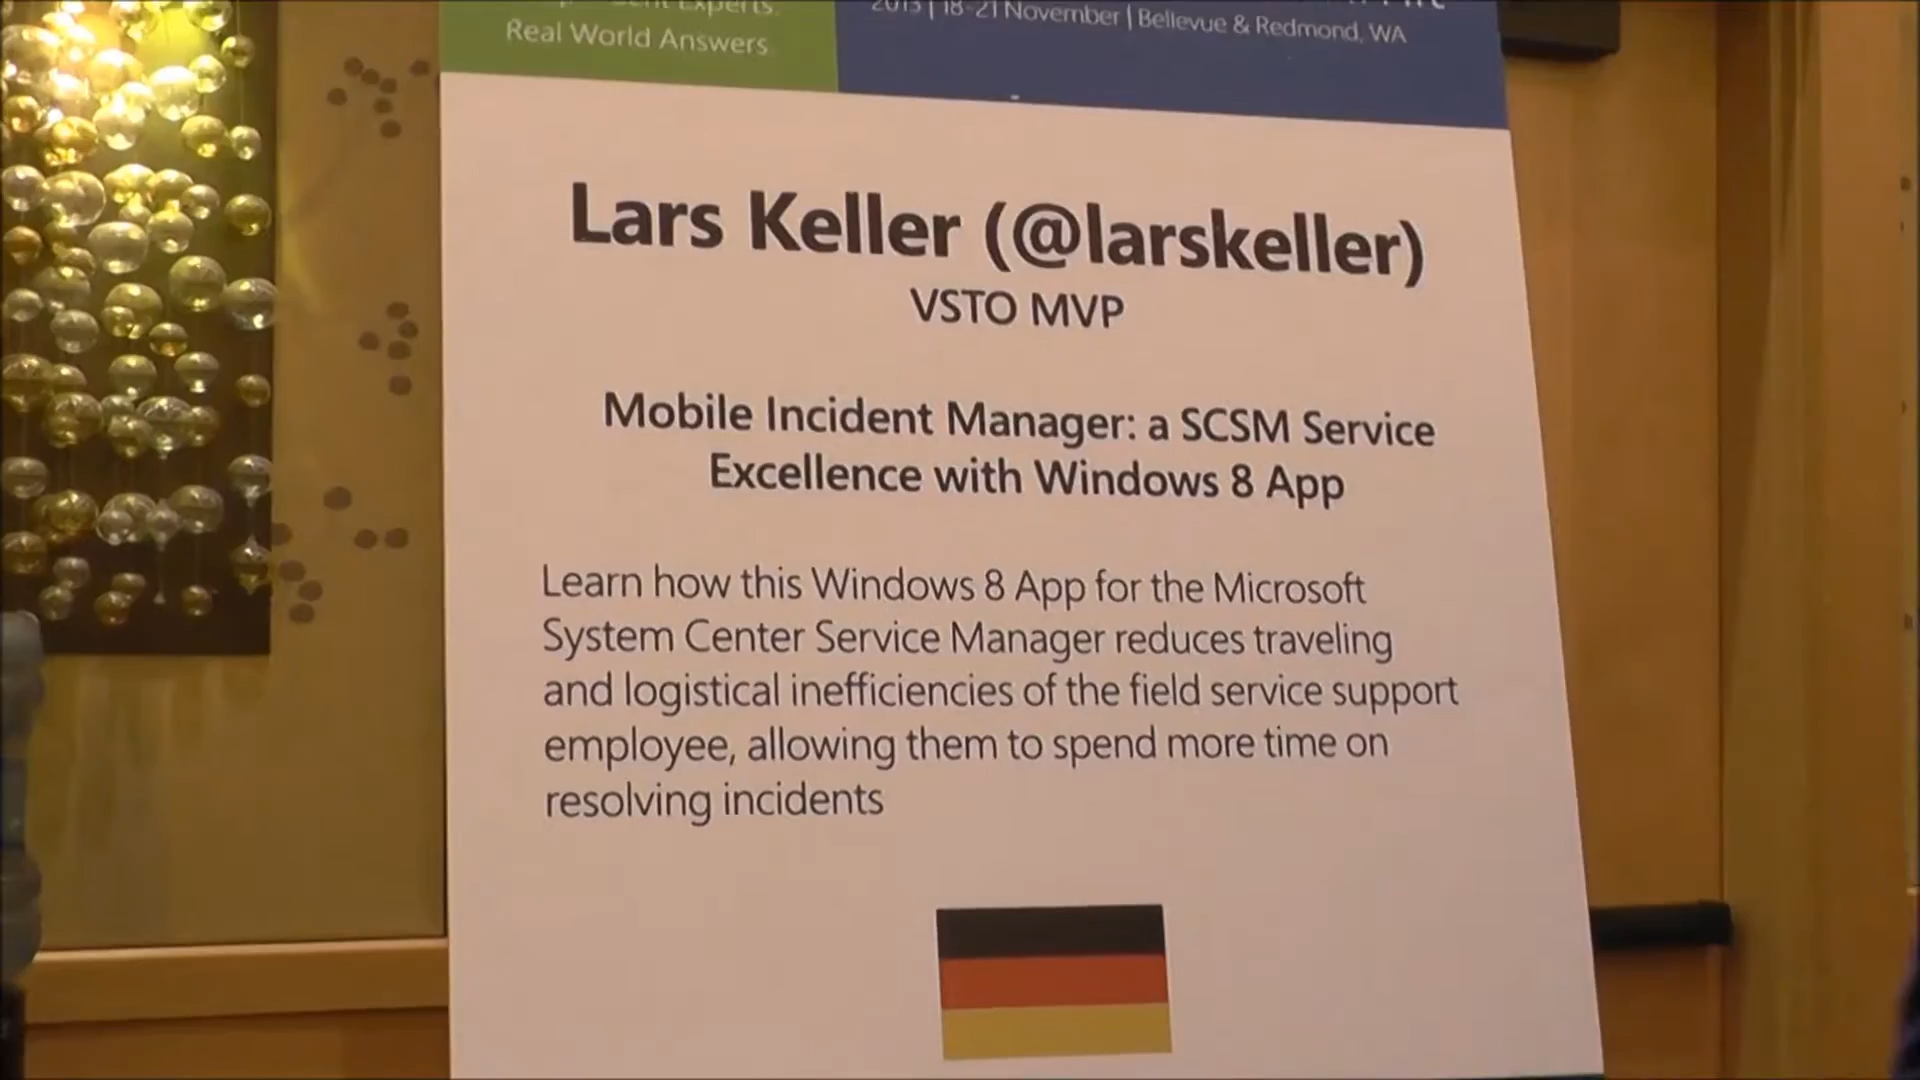 Experts.
Real World Answers
2013 | 18-21 November | Bellevue & Redmond, WA
Lars Keller (@larskeller)
VSTO MVP
Mobile Incident Manager: a SCSM Service
Excellence with Windows 8 App
Learn how this Windows 8 App for the Microsoft
System Center Service Manager reduces traveling
and logistical inefficiencies of the field service support
employee, allowing them to spend more time on
resolving incidents